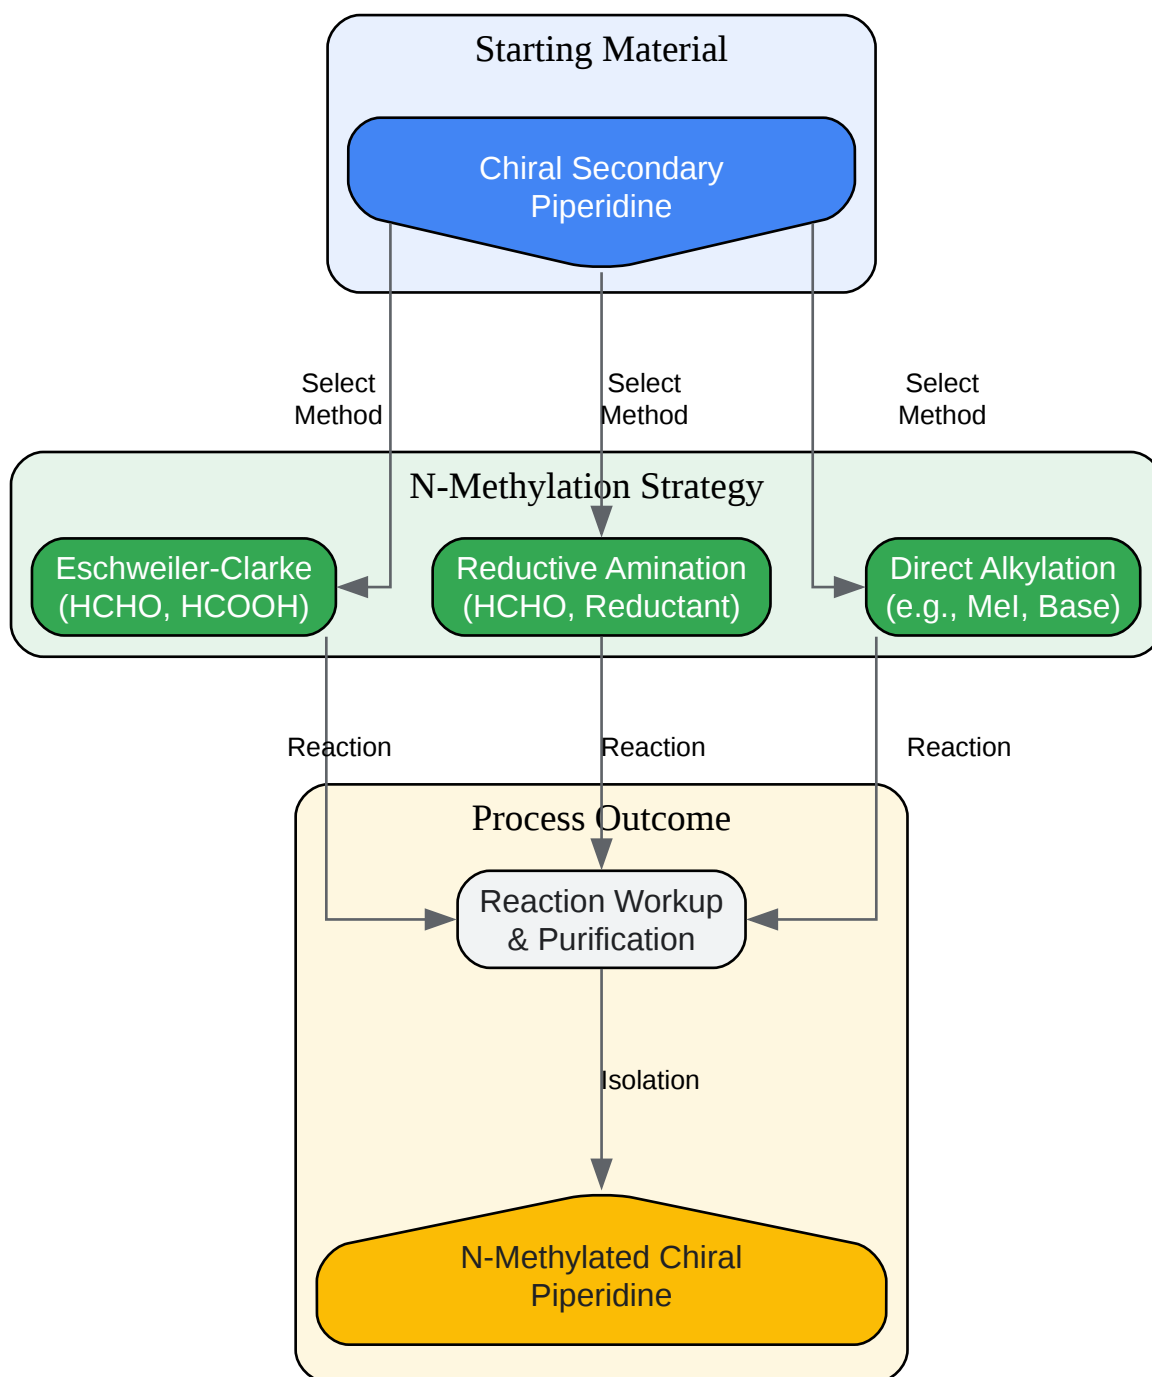 Starting Material
Chiral Secondary
Piperidine
Select
Method
Select
Method
Select
Method
N-Methylation Strategy
Eschweiler-Clarke
(HCHO, HCOOH)
Reductive Amination
(HCHO, Reductant)
Direct Alkylation
(e.g., MeI, Base)
Reaction
Reaction
Reaction
Process Outcome
Reaction Workup
& Purification
Isolation
N-Methylated Chiral
Piperidine